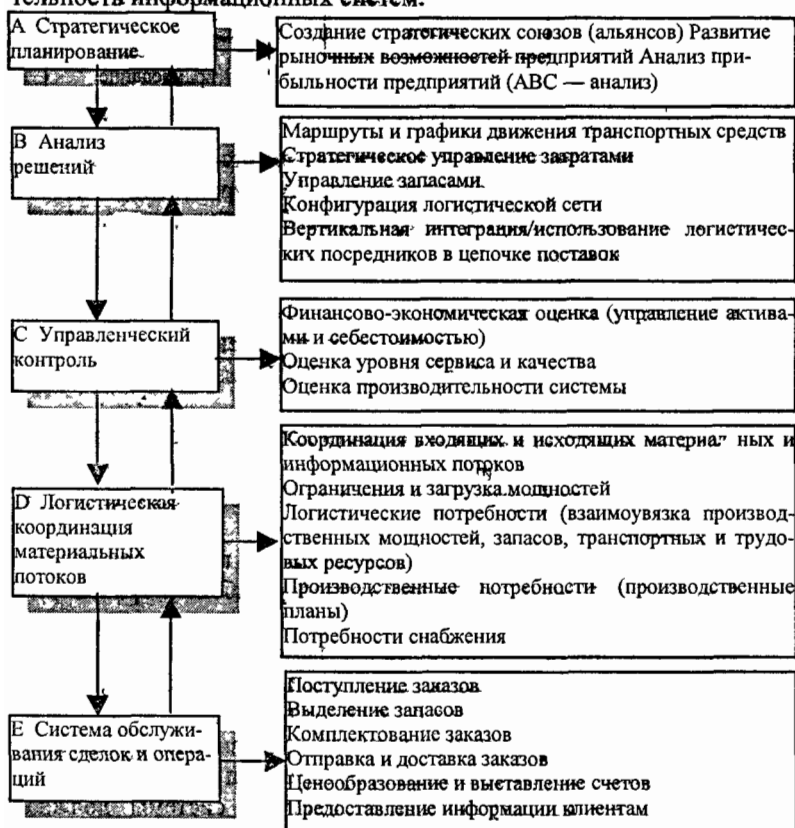 тельность информационных систем.
А Стратегическое
планирование
Создание стратегических союзов (альянсов) Развитие
рыночных возможностей предприятий Анализ при-
быльности предприятий (АВС — анализ)
В Анализ
решений
Маршруты и графики движения транспортных средств
Стратегическое управление затратами
Управление запасами
Конфигурация логистической сети
Вертикальная интеграция/использование логистичес-
ких посредников в цепочке поставок
С Управленческий
контроль
Финансово-экономическая оценка (управление актива-
ми и себестоимостью)
Оценка уровня сервиса и качества
Оценка производительности системы
D Логистическая
координация
материальных
потоков
Координация входящих и исходящих материал ных и
информационных потоков
Ограничения и загрузка мощностей
Логистические потребности (взаимоувязка производ-
ственных мощностей, запасов, транспортных и трудо-
вых ресурсов)
Производственные потребности (производственные
планы)
Потребности снабжения
Е Система обслужи-
вания сделок и опера-
ций
Поступление заказов
Выделение запасов
Комплектование заказов
Отправка и доставка заказов
Ценообразование и выставление счетов
Предоставление информации клиентам